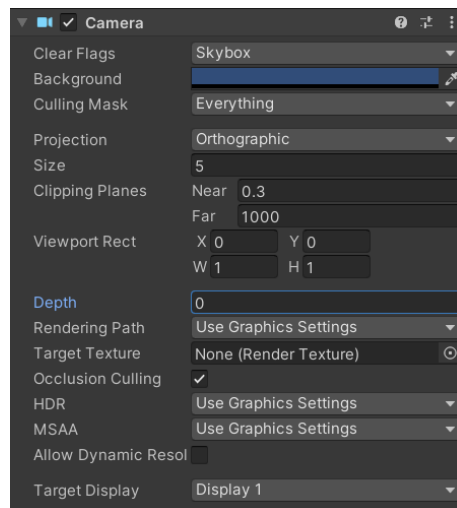 Camera
Clear Flags Skybox
Background
Culling Mask Everything
Projection Orthographic
Size 5
Clipping Planes Near 0.3
Far 1000
Viewport Rect X 0 Y 0
W 1 H 1
Depth 0
Rendering Path Use Graphics Settings
Target Texture None (Render Texture)
Occlusion Culling
HDR Use Graphics Settings
MSAA Use Graphics Settings
Allow Dynamic Resol
Target Display Display 1